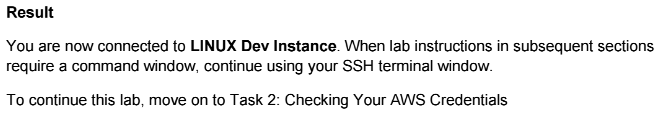 Result
You are now connected to LINUX Dev Instance. When lab instructions in subsequent sections
require a command window, continue using your SSH terminal window.
To continue this lab, move on to Task 2: Checking Your AWS Credentials